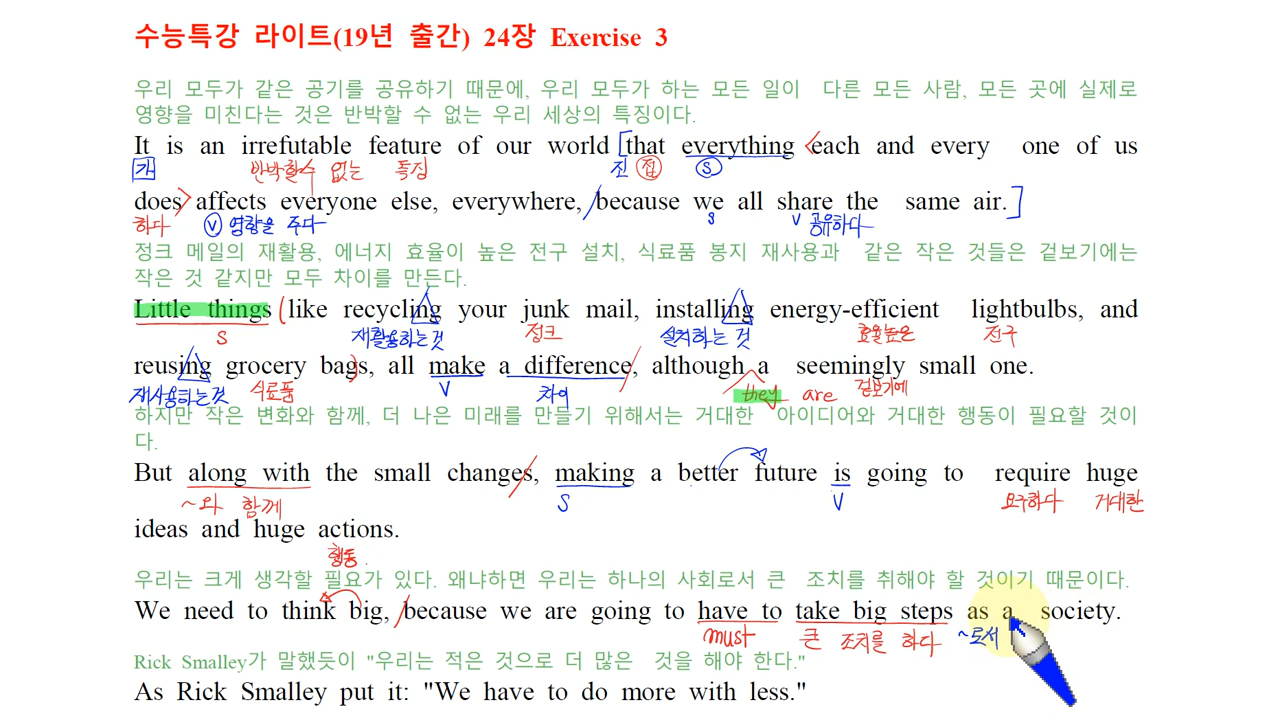 수능특강 라이트(19년 출간) 24장 Exercise 3
우리 모두가 같은 공기를 공유하기 때문에, 우리 모두가 하는 모든 일이 다른 모든 사람, 모든 곳에 실제로
영향을 미친다는 것은 반박할 수 없는 우리 세상의 특징이다.
It is an irrefutable feature of our world [that everything <each and every one of us
가 반박할수 없는 특징 진 접 S
does> affects everyone else, everywhere, / because we all share the same air.]
하다 V 영향을 주다 S V 공유하다
정크 메일의 재활용, 에너지 효율이 높은 전구 설치, 식료품 봉지 재사용과 같은 작은 것들은 겉보기에는
작은 것 같지만 모두 차이를 만든다.
Little things (like recycling your junk mail, installing energy-efficient lightbulbs, and
S 재활용하는것 정크 설치하는 것 효율높은 전구
reusing grocery bags), all make a difference/, although a seemingly small one.
재사용하는것 식료품 V 차이 they are 겉보기에
하지만 작은 변화와 함께, 더 나은 미래를 만들기 위해서는 거대한 아이디어와 거대한 행동이 필요할 것이
다.
But along with the small changes/, making a better future is going to require huge
~와 함께 S V 요구하다 거대한
ideas and huge actions.
행동
우리는 크게 생각할 필요가 있다. 왜냐하면 우리는 하나의 사회로서 큰 조치를 취해야 할 것이기 때문이다.
We need to think big, / because we are going to have to take big steps as a society.
must 큰 조치를 하다 ~로서
Rick Smalley가 말했듯이 "우리는 적은 것으로 더 많은 것을 해야 한다."
As Rick Smalley put it: "We have to do more with less."